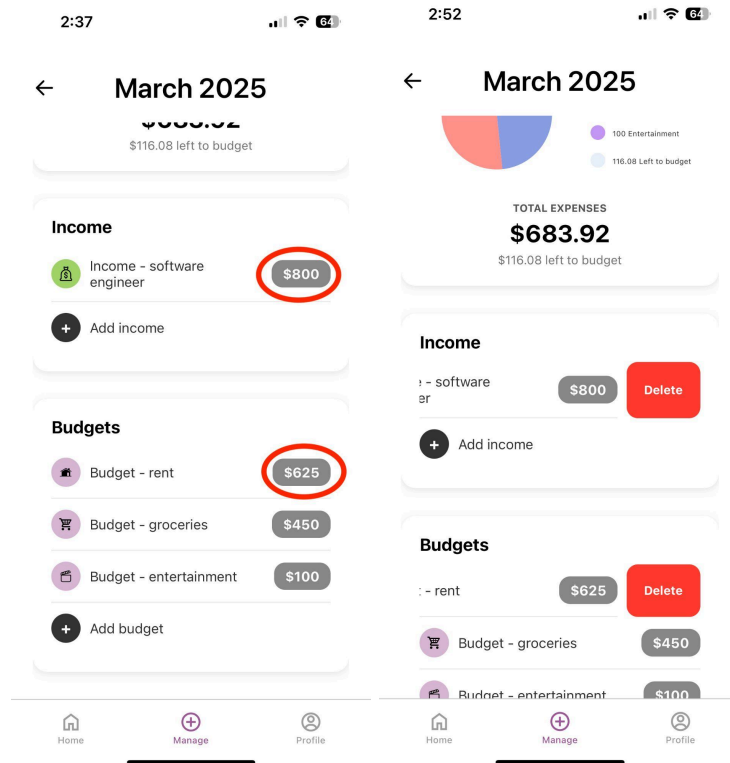 2:37
64
March 2025
$683.92
$116.08 left to budget
Income
Income - software
engineer
$800
Add income
Budgets
Budget - rent
$625
Budget - groceries
$450
Budget - entertainment
$100
Add budget
Home
Manage
Profile
2:52
64
March 2025
100 Entertainment
116.08 Left to budget
TOTAL EXPENSES
$683.92
$116.08 left to budget
Income
- software
er
$800
Delete
Add income
Budgets
- rent
$625
Delete
Budget - groceries
$450
Budget - entertainment
$100
Home
Manage
Profile